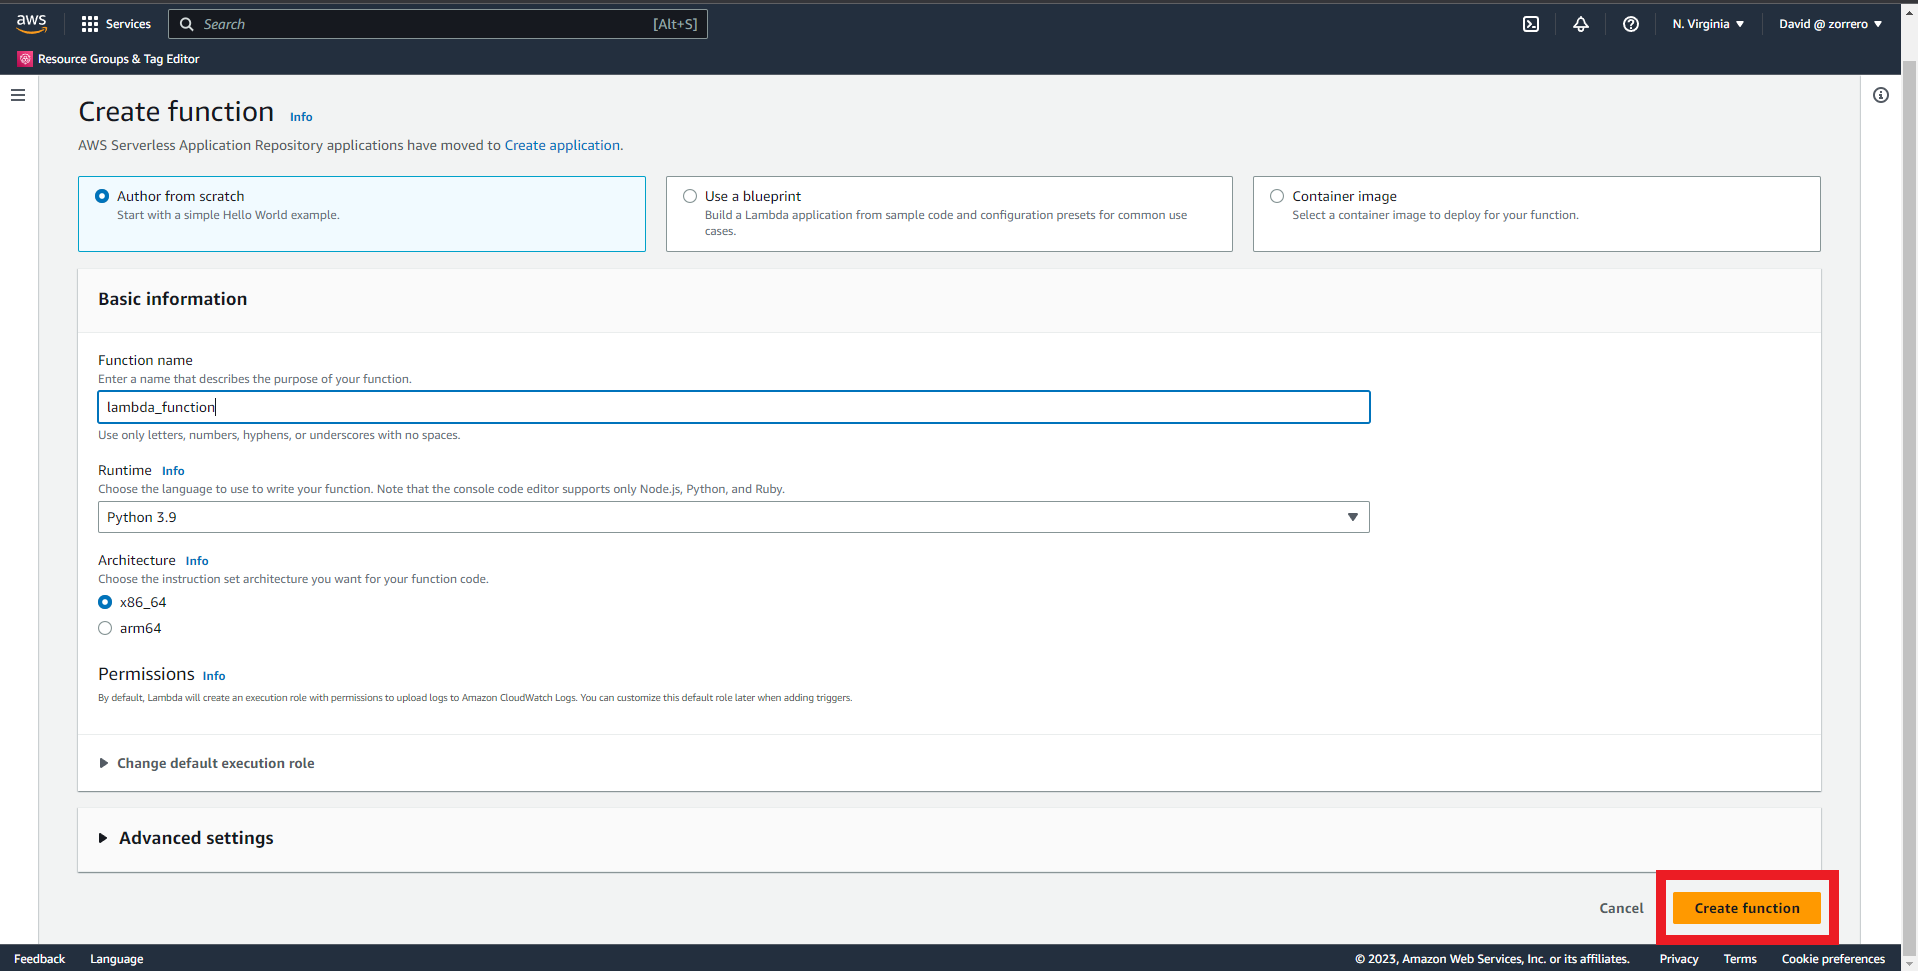 aws
Services
Search
[Alt+S]
N. Virginia
David @ zorrero
Resource Groups & Tag Editor
Create function Info
AWS Serverless Application Repository applications have moved to Create application.
Author from scratch
Start with a simple Hello World example.
Use a blueprint
Build a Lambda application from sample code and configuration presets for common use
cases.
Container image
Select a container image to deploy for your function.
Basic information
Function name
Enter a name that describes the purpose of your function.
lambda_function
Use only letters, numbers, hyphens, or underscores with no spaces.
Runtime Info
Choose the language to use to write your function. Note that the console code editor supports only Node.js, Python, and Ruby.
Python 3.9
Architecture Info
Choose the instruction set architecture you want for your function code.
x86_64
arm64
Permissions Info
By default, Lambda will create an execution role with permissions to upload logs to Amazon CloudWatch Logs. You can customize this default role later when adding triggers.
Change default execution role
Advanced settings
Cancel
Create function
Feedback
Language
© 2023, Amazon Web Services, Inc. or its affiliates.
Privacy
Terms
Cookie preferences